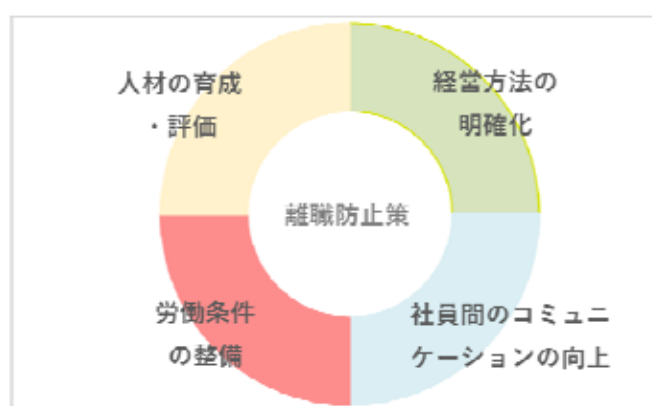 人材の育成
・評価
経営方法の
明確化
離職防止策
労働条件
の整備
社員間のコミュニ
ケーションの向上